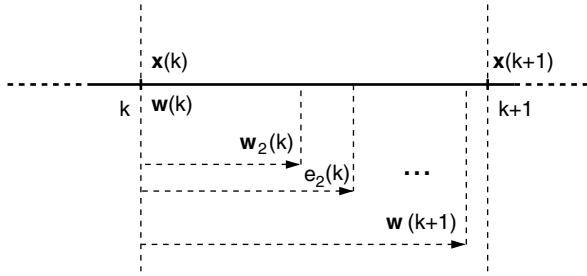 x(k) x(k+1)
k w(k) k+1
w₂(k)
e₂(k) ...
w (k+1)